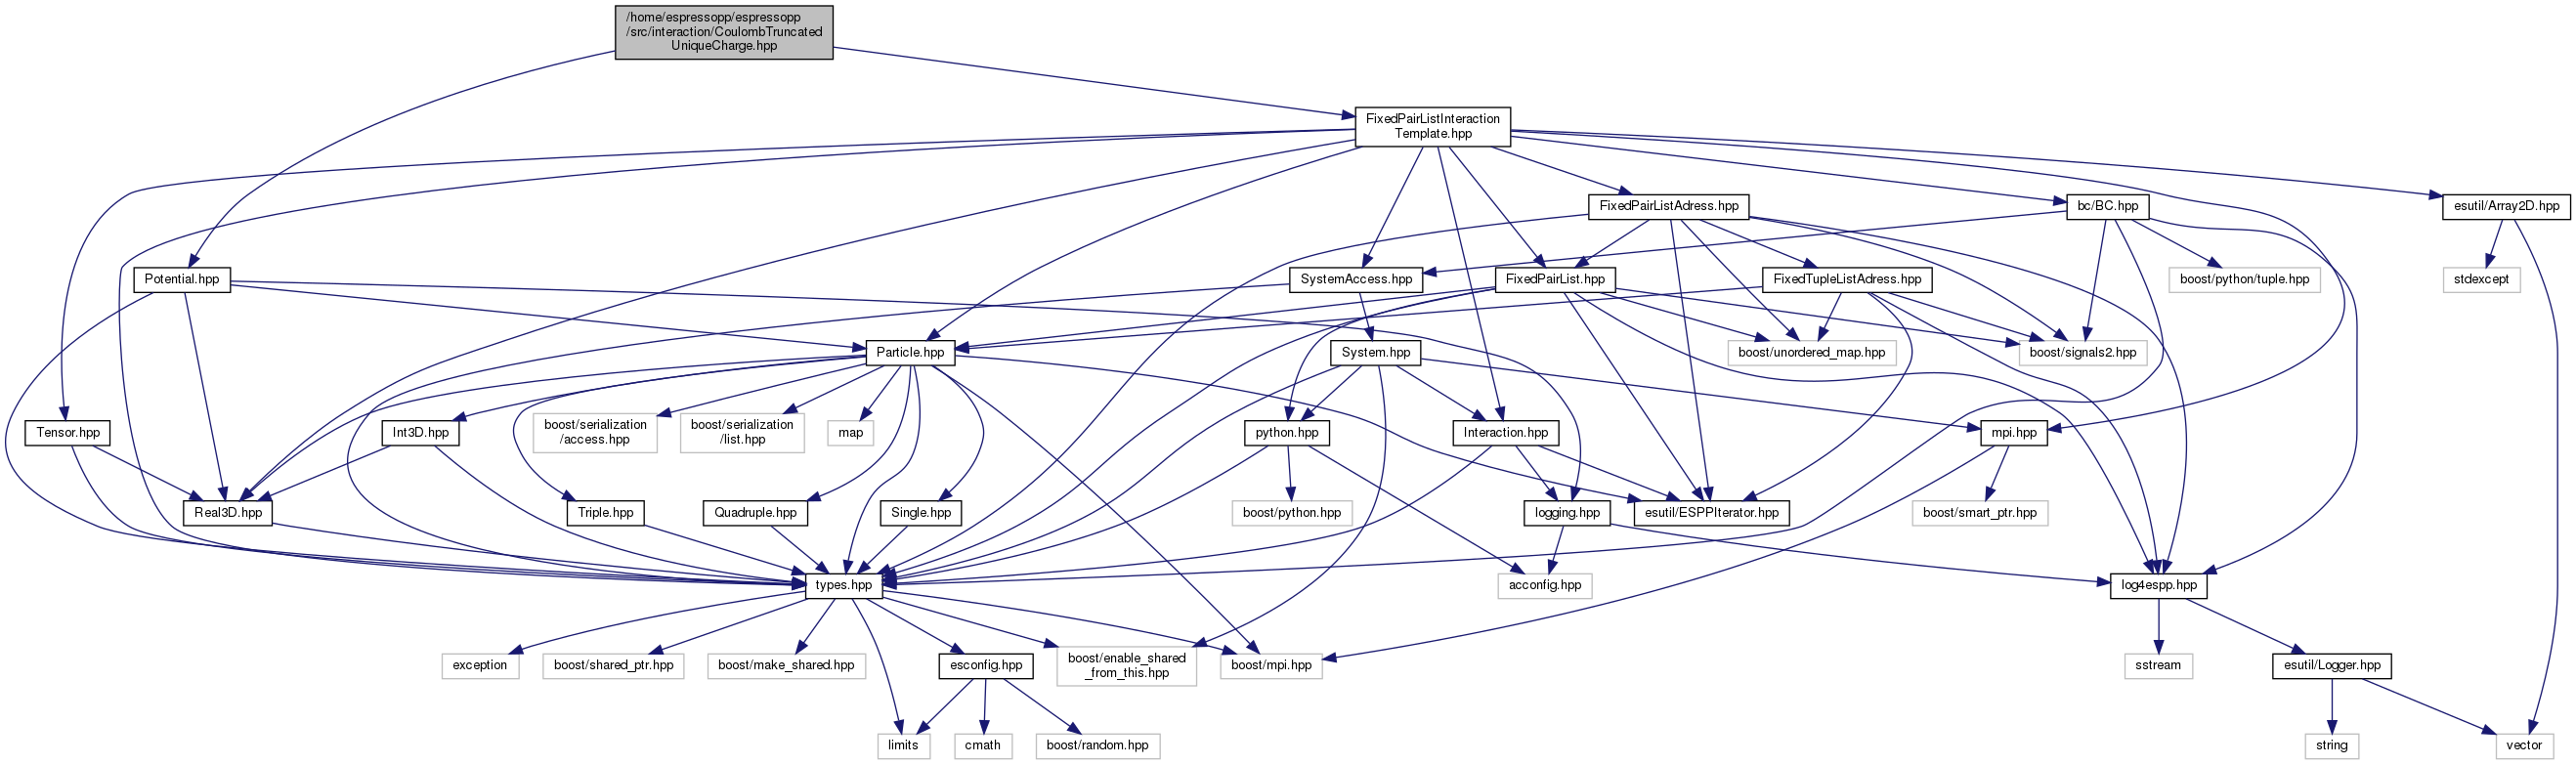 /home/espressopp/espressopp
/src/interaction/CoulombTruncated
UniqueCharge.hpp
FixedPairListInteraction
Template.hpp
FixedPairListAdress.hpp
bc/BC.hpp
esutil/Array2D.hpp
Potential.hpp
SystemAccess.hpp
FixedPairList.hpp
FixedTupleListAdress.hpp
boost/python/tuple.hpp
stdexcept
Particle.hpp
System.hpp
boost/unordered_map.hpp
boost/signals2.hpp
Tensor.hpp
Int3D.hpp
boost/serialization
/access.hpp
boost/serialization
/list.hpp
map
python.hpp
Interaction.hpp
mpi.hpp
Real3D.hpp
Triple.hpp
Quadruple.hpp
Single.hpp
boost/python.hpp
logging.hpp
esutil/ESPPIterator.hpp
boost/smart_ptr.hpp
types.hpp
acconfig.hpp
log4espp.hpp
exception
boost/shared_ptr.hpp
boost/make_shared.hpp
esconfig.hpp
boost/enable_shared
_from_this.hpp
boost/mpi.hpp
sstream
esutil/Logger.hpp
limits
cmath
boost/random.hpp
string
vector